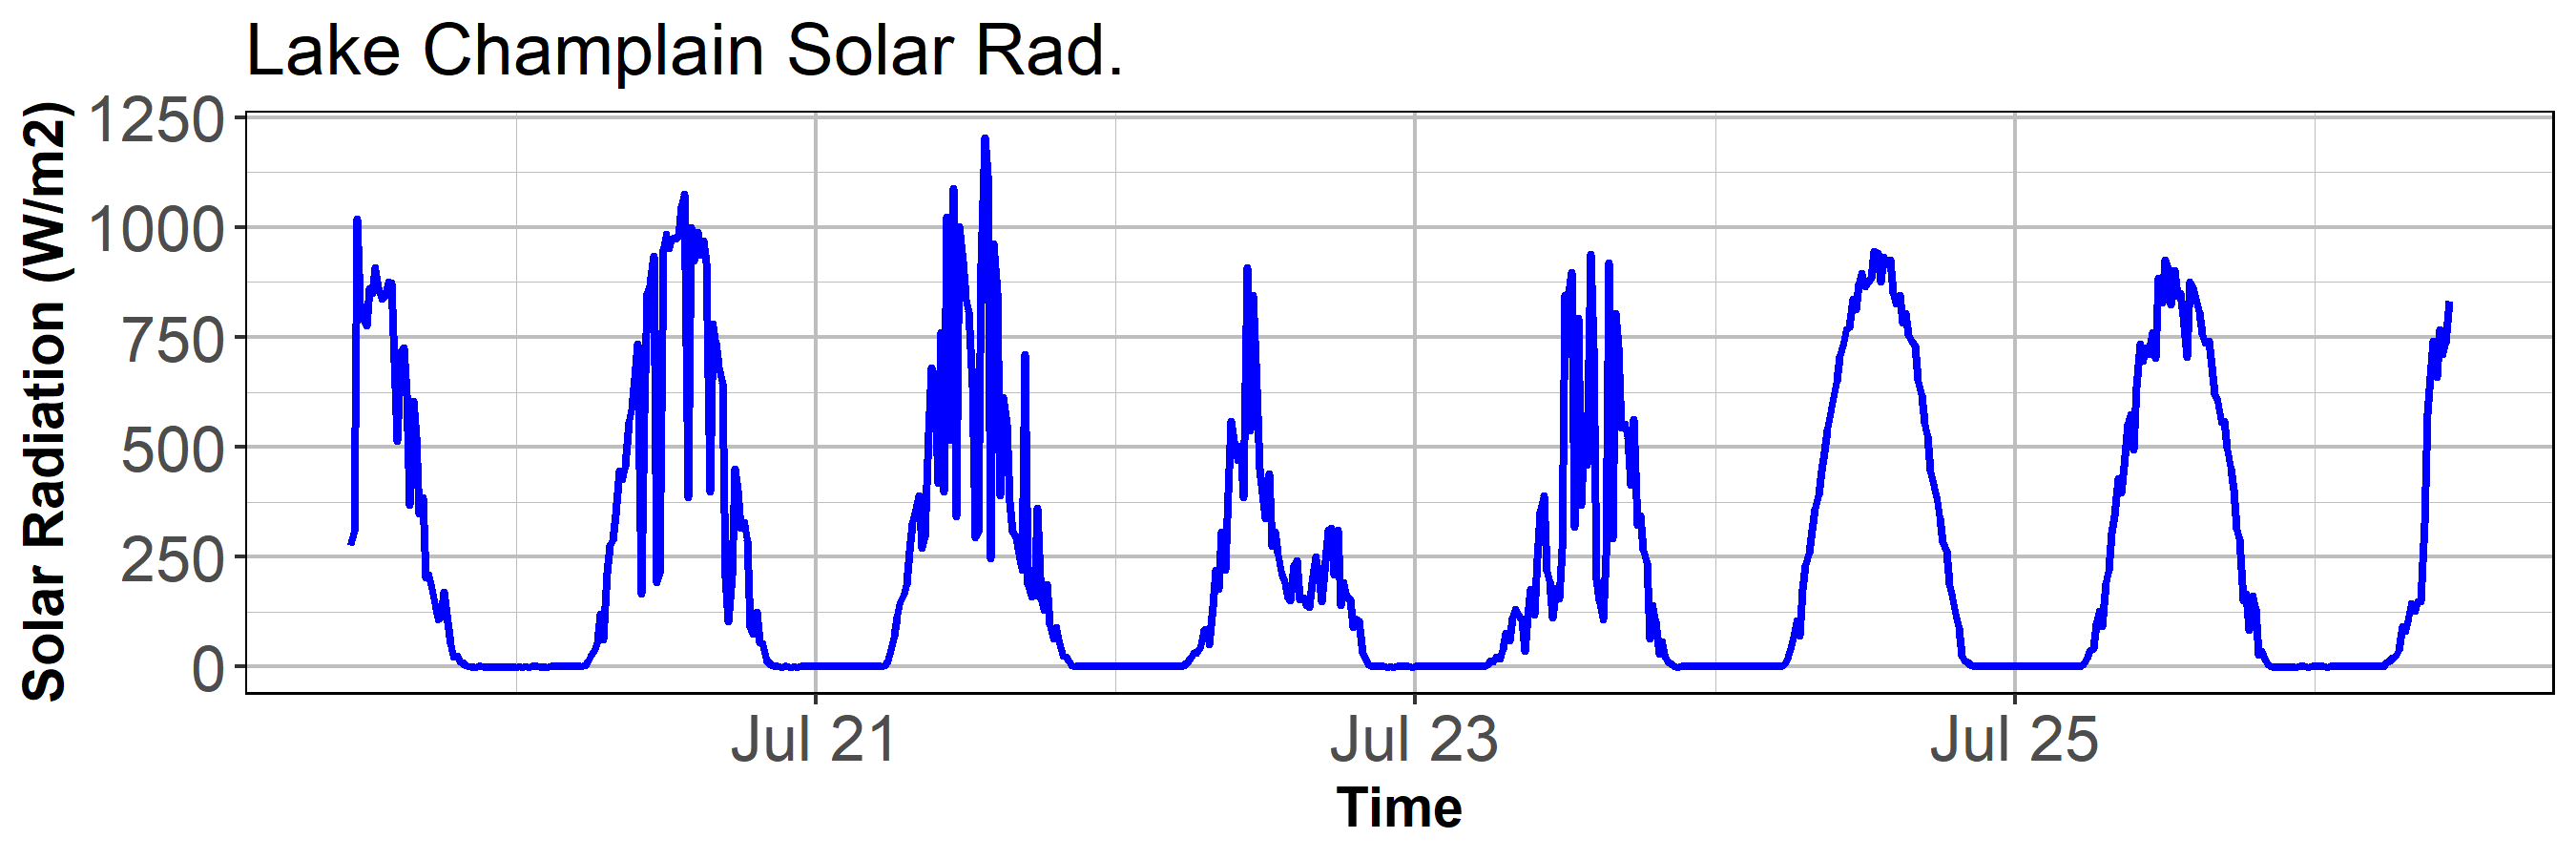 Lake Champlain Solar Rad.
Solar Radiation (W/m2)
1250
1000
750
500
250
0
Jul 21 Jul 23 Jul 25
Time